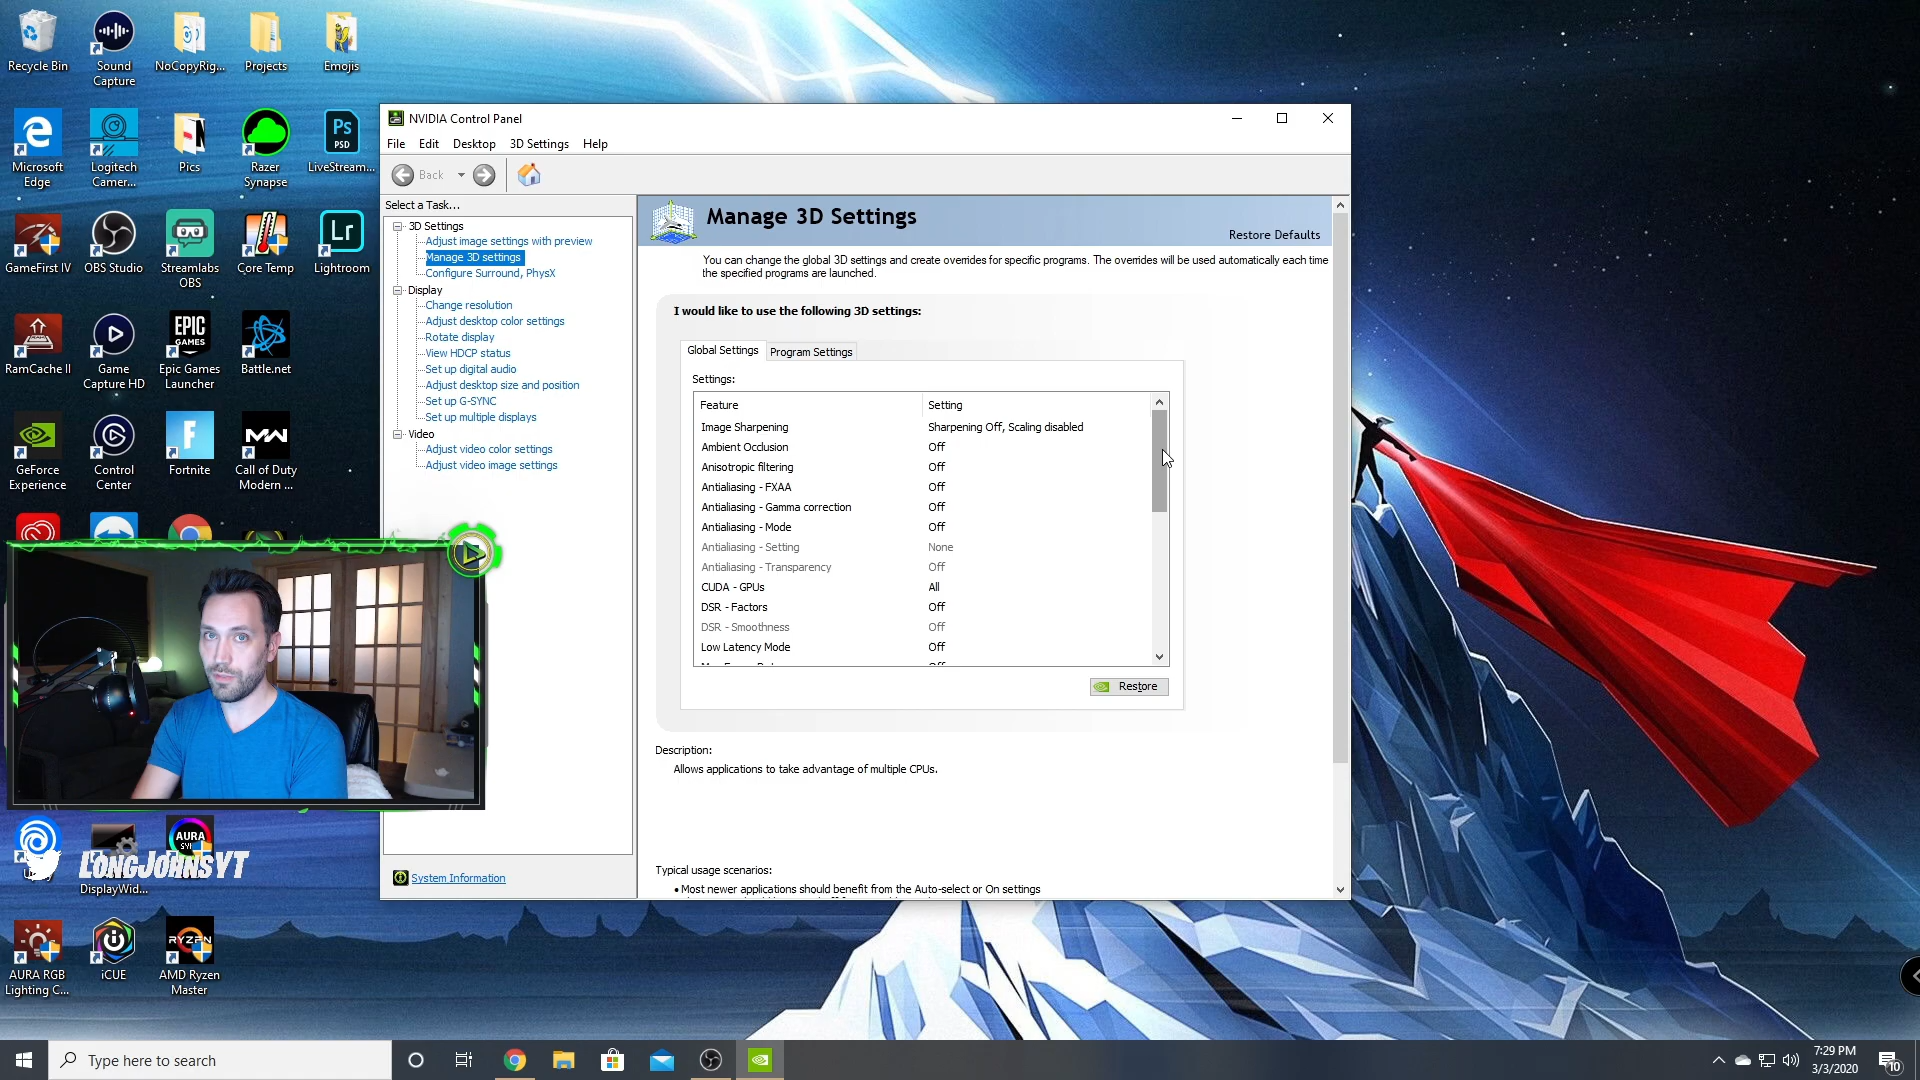 Recycle Bin
Sound
Capture
NoCopyRig...
Projects
Emojis
Microsoft
Edge
Logitech
Camer...
Pics
Razer
Synapse
Ps
PSD
LiveStream...
GameFirst IV
OBS Studio
Streamlabs
OBS
Core Temp
Lr
Lightroom
RamCache II
Game
Capture HD
EPIC
GAMES
Epic Games
Launcher
Battle.net
GeForce
Experience
Control
Center
Fortnite
MW
Call of Duty
Modern ...
AURA
DisplayWid...
LONGJOHNSYT
AURA RGB
Lighting C...
iCUE
RYZEN
AMD Ryzen
Master
NVIDIA Control Panel
File Edit Desktop 3D Settings Help
Back
Select a Task...
3D Settings
Adjust image settings with preview
Manage 3D settings
Configure Surround, PhysX
Display
Change resolution
Adjust desktop color settings
Rotate display
View HDCP status
Set up digital audio
Adjust desktop size and position
Set up G-SYNC
Set up multiple displays
Video
Adjust video color settings
Adjust video image settings
System Information
Manage 3D Settings
Restore Defaults
You can change the global 3D settings and create overrides for specific programs. The overrides will be used automatically each time
the specified programs are launched.
I would like to use the following 3D settings:
Global Settings Program Settings
Settings:
Feature Setting
Image Sharpening Sharpening Off, Scaling disabled
Ambient Occlusion Off
Anisotropic filtering Off
Antialiasing - FXAA Off
Antialiasing - Gamma correction Off
Antialiasing - Mode Off
Antialiasing - Setting None
Antialiasing - Transparency Off
CUDA - GPUs All
DSR - Factors Off
DSR - Smoothness Off
Low Latency Mode Off
Restore
Description:
Allows applications to take advantage of multiple CPUs.
Typical usage scenarios:
• Most newer applications should benefit from the Auto-select or On settings
Type here to search
7:29 PM
3/3/2020
10